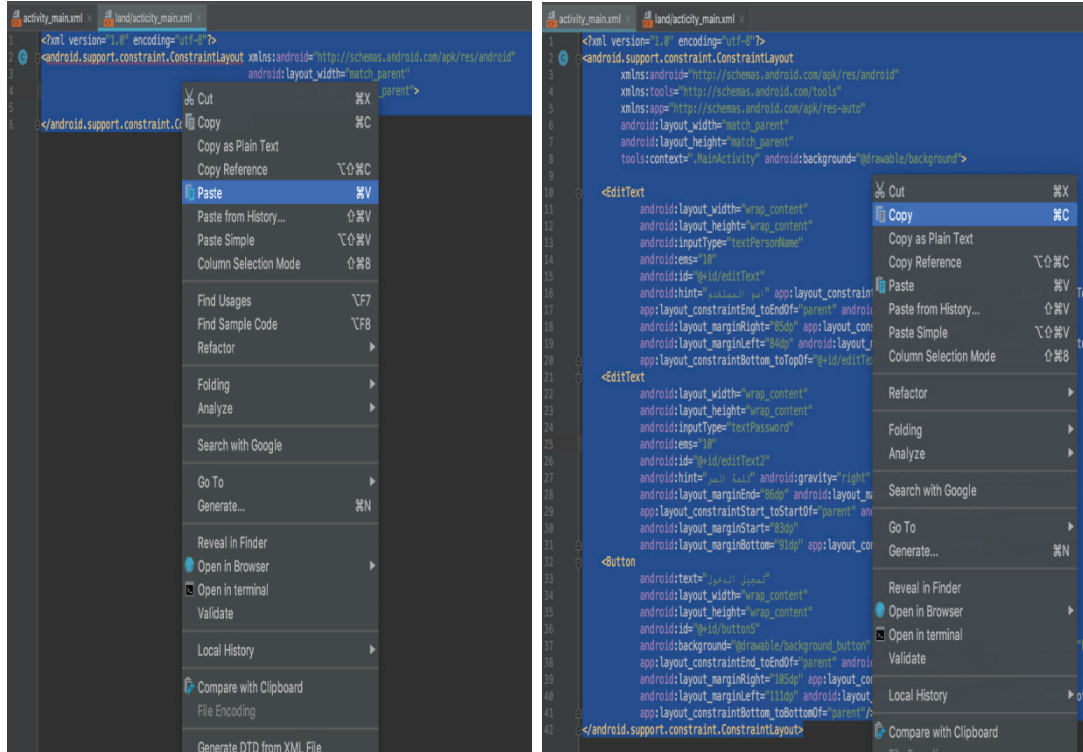 activity_main.xml
land/acticity_main.xml
1 <?xml version="1.0" encoding="utf-8"?>
2 <android.support.constraint.ConstraintLayout xmlns:android="http://schemas.android.com/apk/res/android"
3 android:layout_width="match_parent"
4 _parent">
5
6 </android.support.constraint.Co
Cut ⌘X
Copy ⌘C
Copy as Plain Text
Copy Reference ⌥⇧⌘C
Paste ⌘V
Paste from History... ⇧⌘V
Paste Simple ⌥⇧⌘V
Column Selection Mode ⇧⌘8
Find Usages ⌥F7
Find Sample Code ⌥F8
Refactor
Folding
Analyze
Search with Google
Go To
Generate... ⌘N
Reveal in Finder
Open in Browser
Open in terminal
Validate
Local History
Compare with Clipboard
File Encoding
Generate DTD from XML File
activity_main.xml
land/acticity_main.xml
1 <?xml version="1.0" encoding="utf-8"?>
2 <android.support.constraint.ConstraintLayout
3 xmlns:android="http://schemas.android.com/apk/res/android"
4 xmlns:tools="http://schemas.android.com/tools"
5 xmlns:app="http://schemas.android.com/apk/res-auto"
6 android:layout_width="match_parent"
7 android:layout_height="match_parent"
8 tools:context=".MainActivity" android:background="@drawable/background">
9
10 <EditText
11 android:layout_width="wrap_content"
12 android:layout_height="wrap_content"
13 android:inputType="textPersonName"
14 android:ems="10"
15 android:id="@+id/editText"
16 android:hint="اسم المستخدم" app:layout_constrain
17 app:layout_constraintEnd_toEndOf="parent" androi
18 android:layout_marginRight="85dp" app:layout_con
19 android:layout_marginLeft="84dp" android:layout_
20 app:layout_constraintBottom_toTopOf="@+id/editTe
21 <EditText
22 android:layout_width="wrap_content"
23 android:layout_height="wrap_content"
24 android:inputType="textPassword"
25 android:ems="10"
26 android:id="@+id/editText2"
27 android:hint="كلمة السر" android:gravity="right"
28 android:layout_marginEnd="86dp" android:layout_ma
29 app:layout_constraintStart_toStartOf="parent" an
30 android:layout_marginStart="83dp"
31 android:layout_marginBottom="91dp" app:layout_co
32 <Button
33 android:text="تسجيل الدخول"
34 android:layout_width="wrap_content"
35 android:layout_height="wrap_content"
36 android:id="@+id/button5"
37 android:background="@drawable/background_button"
38 app:layout_constraintEnd_toEndOf="parent" androi
39 android:layout_marginRight="105dp" app:layout_co
40 android:layout_marginLeft="111dp" android:layout_
41 app:layout_constraintBottom_toBottomOf="parent"/>
42 </android.support.constraint.ConstraintLayout>
Cut ⌘X
Copy ⌘C
Copy as Plain Text
Copy Reference ⌥⇧⌘C
Paste ⌘V
Paste from History... ⇧⌘V
Paste Simple ⌥⇧⌘V
Column Selection Mode ⇧⌘8
Refactor
Folding
Analyze
Search with Google
Go To
Generate... ⌘N
Reveal in Finder
Open in Browser
Open in terminal
Validate
Local History
Compare with Clipboard